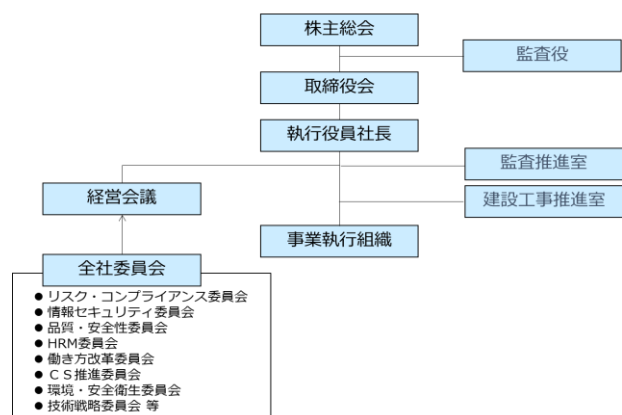 株主総会
監査役
取締役会
執行役員社長
監査推進室
経営会議
建設工事推進室
事業執行組織
全社委員会
● リスク・コンプライアンス委員会
● 情報セキュリティ委員会
● 品質・安全性委員会
● HRM委員会
● 働き方改革委員会
● ＣＳ推進委員会
● 環境・安全衛生委員会
● 技術戦略委員会 等